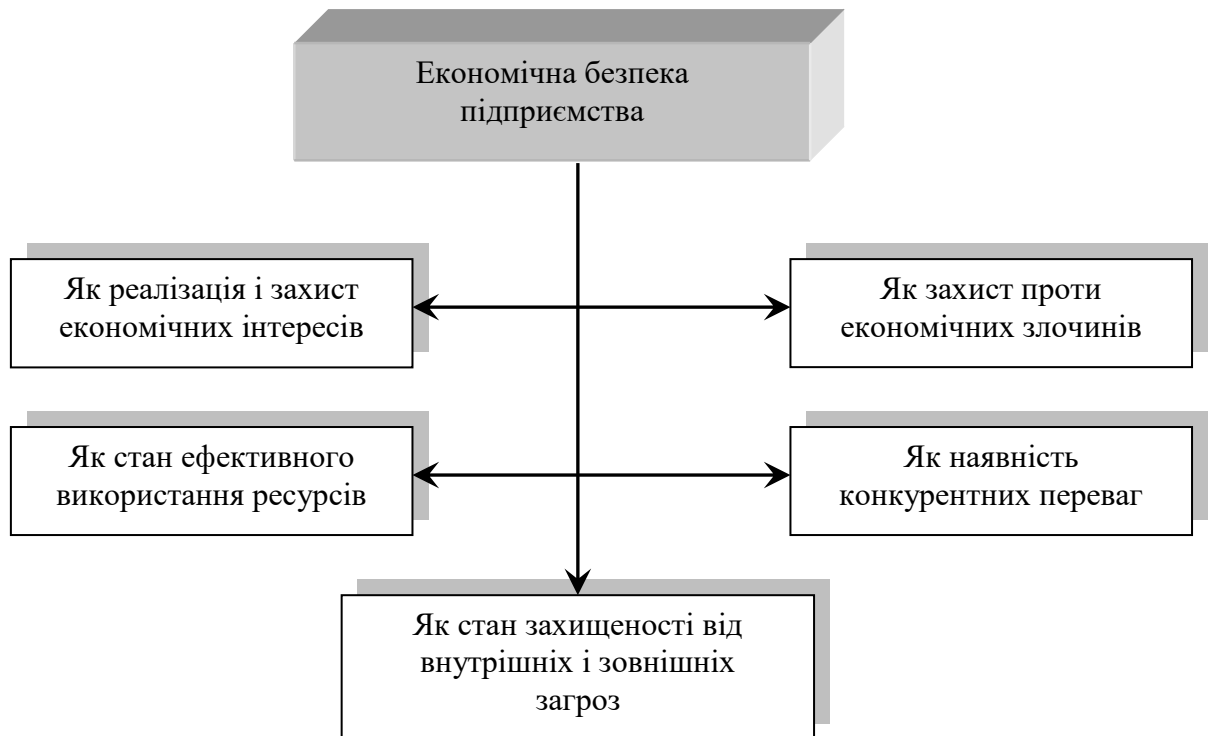 Економічна безпека
підприємства
Як реалізація і захист
економічних інтересів
Як захист проти
економічних злочинів
Як стан ефективного
використання ресурсів
Як наявність
конкурентних переваг
Як стан захищеності від
внутрішніх і зовнішніх
загроз